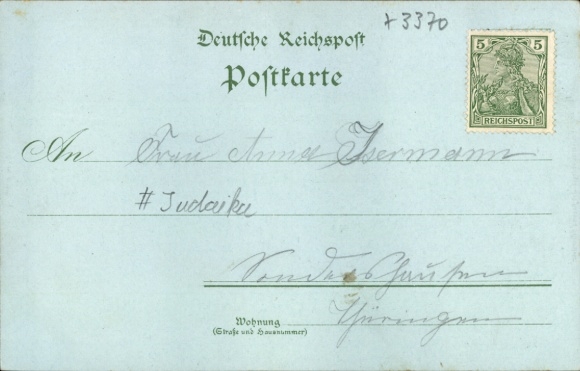 +3370
Deutsche Reichspost
Postkarte
5 5
REICHSPOST
An Frau Anna Isermann
# Judaika
Sondershausen
Thüringen
Wohnung
(Straße und Hausnummer)